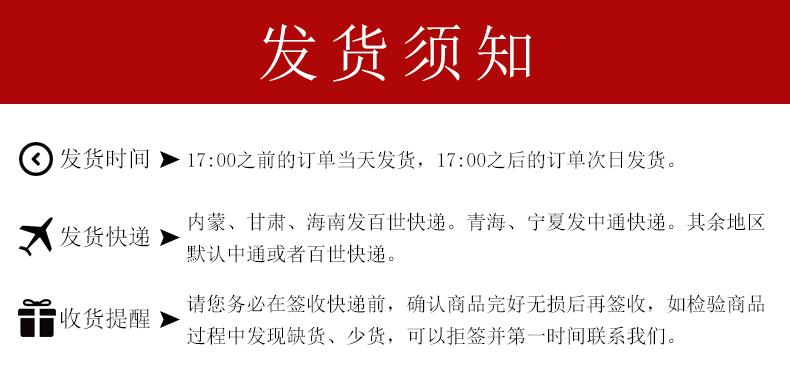 发货须知
发货时间 17:00之前的订单当天发货，17:00之后的订单次日发货。
发货快递 内蒙、甘肃、海南发百世快递。青海、宁夏发中通快递。其余地区
默认中通或者百世快递。
收货提醒 请您务必在签收快递前，确认商品完好无损后再签收，如检验商品
过程中发现缺货、少货，可以拒签并第一时间联系我们。